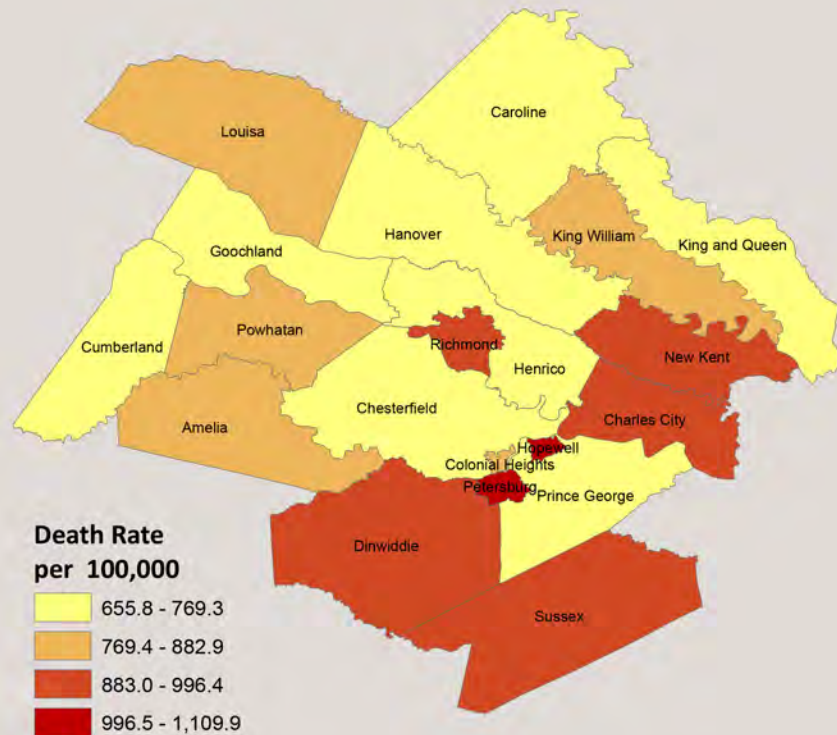 Caroline
Louisa
Hanover
King William
King and Queen
Goochland
Powhatan
Cumberland
Richmond
New Kent
Henrico
Chesterfield
Charles City
Amelia
Hopewell
Colonial Heights
Petersburg
Prince George
Dinwiddie
Sussex
Death Rate
per 100,000
655.8 - 769.3
769.4 - 882.9
883.0 - 996.4
996.5 - 1,109.9